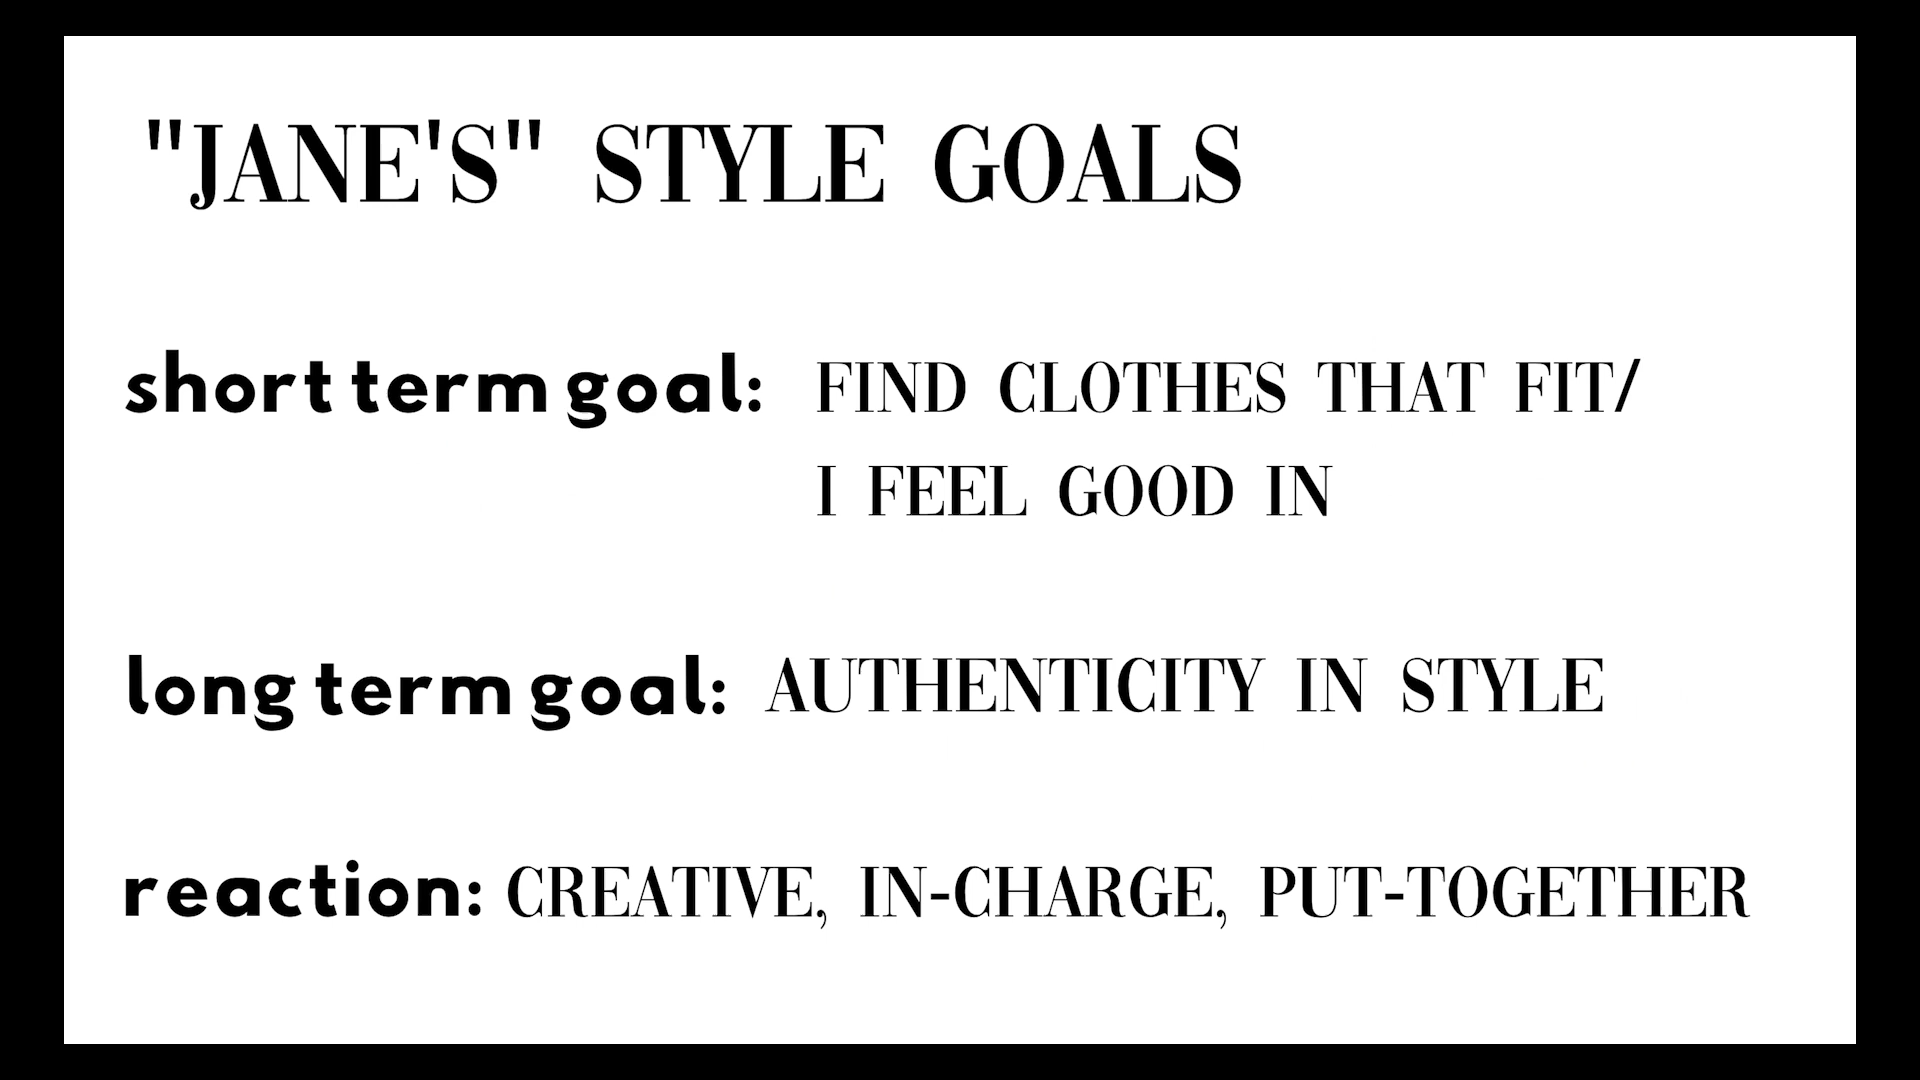 "JANE'S" STYLE GOALS
short term goal: FIND CLOTHES THAT FIT/
I FEEL GOOD IN
long term goal: AUTHENTICITY IN STYLE
reaction: CREATIVE, IN-CHARGE, PUT-TOGETHER